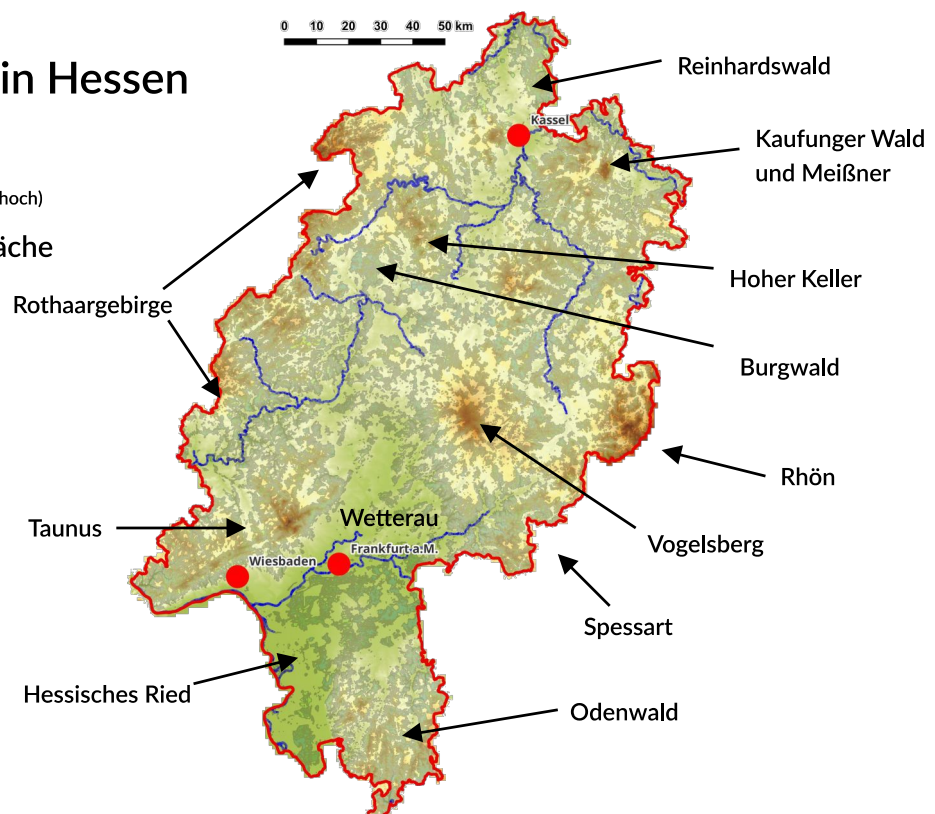 0 10 20 30 40 50 km
in Hessen
Reinhardswald
Kassel
Kaufunger Wald
und Meißner
hoch)
Hoher Keller
Rothaargebirge
Burgwald
Rhön
Wetterau
Taunus
Vogelsberg
Frankfurt a.M.
Wiesbaden
Spessart
Hessisches Ried
Odenwald